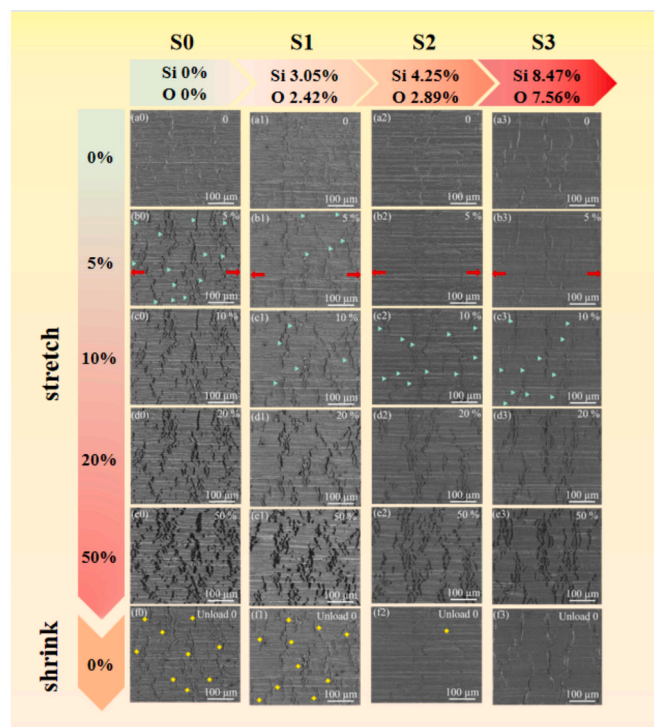 S0 S1 S2 S3
Si 0% Si 3.05% Si 4.25% Si 8.47%
O 0% O 2.42% O 2.89% O 7.56%
stretch
shrink
0%
(a0) 0 (a1) 0 (a2) 0 (a3) 0
100 μm 100 μm 100 μm 100 μm
5%
(b0) 5 % (b1) 5 % (b2) 5 % (b3) 5 %
100 μm 100 μm 100 μm 100 μm
10%
(c0) 10 % (c1) 10 % (c2) 10 % (c3) 10 %
100 μm 100 μm 100 μm 100 μm
20%
(d0) 20 % (d1) 20 % (d2) 20 % (d3) 20 %
100 μm 100 μm 100 μm 100 μm
50%
(e0) 50 % (e1) 50 % (e2) 50 % (e3) 50 %
100 μm 100 μm 100 μm 100 μm
0%
(f0) Unload 0 (f1) Unload 0 (f2) Unload 0 (f3) Unload 0
100 μm 100 μm 100 μm 100 μm